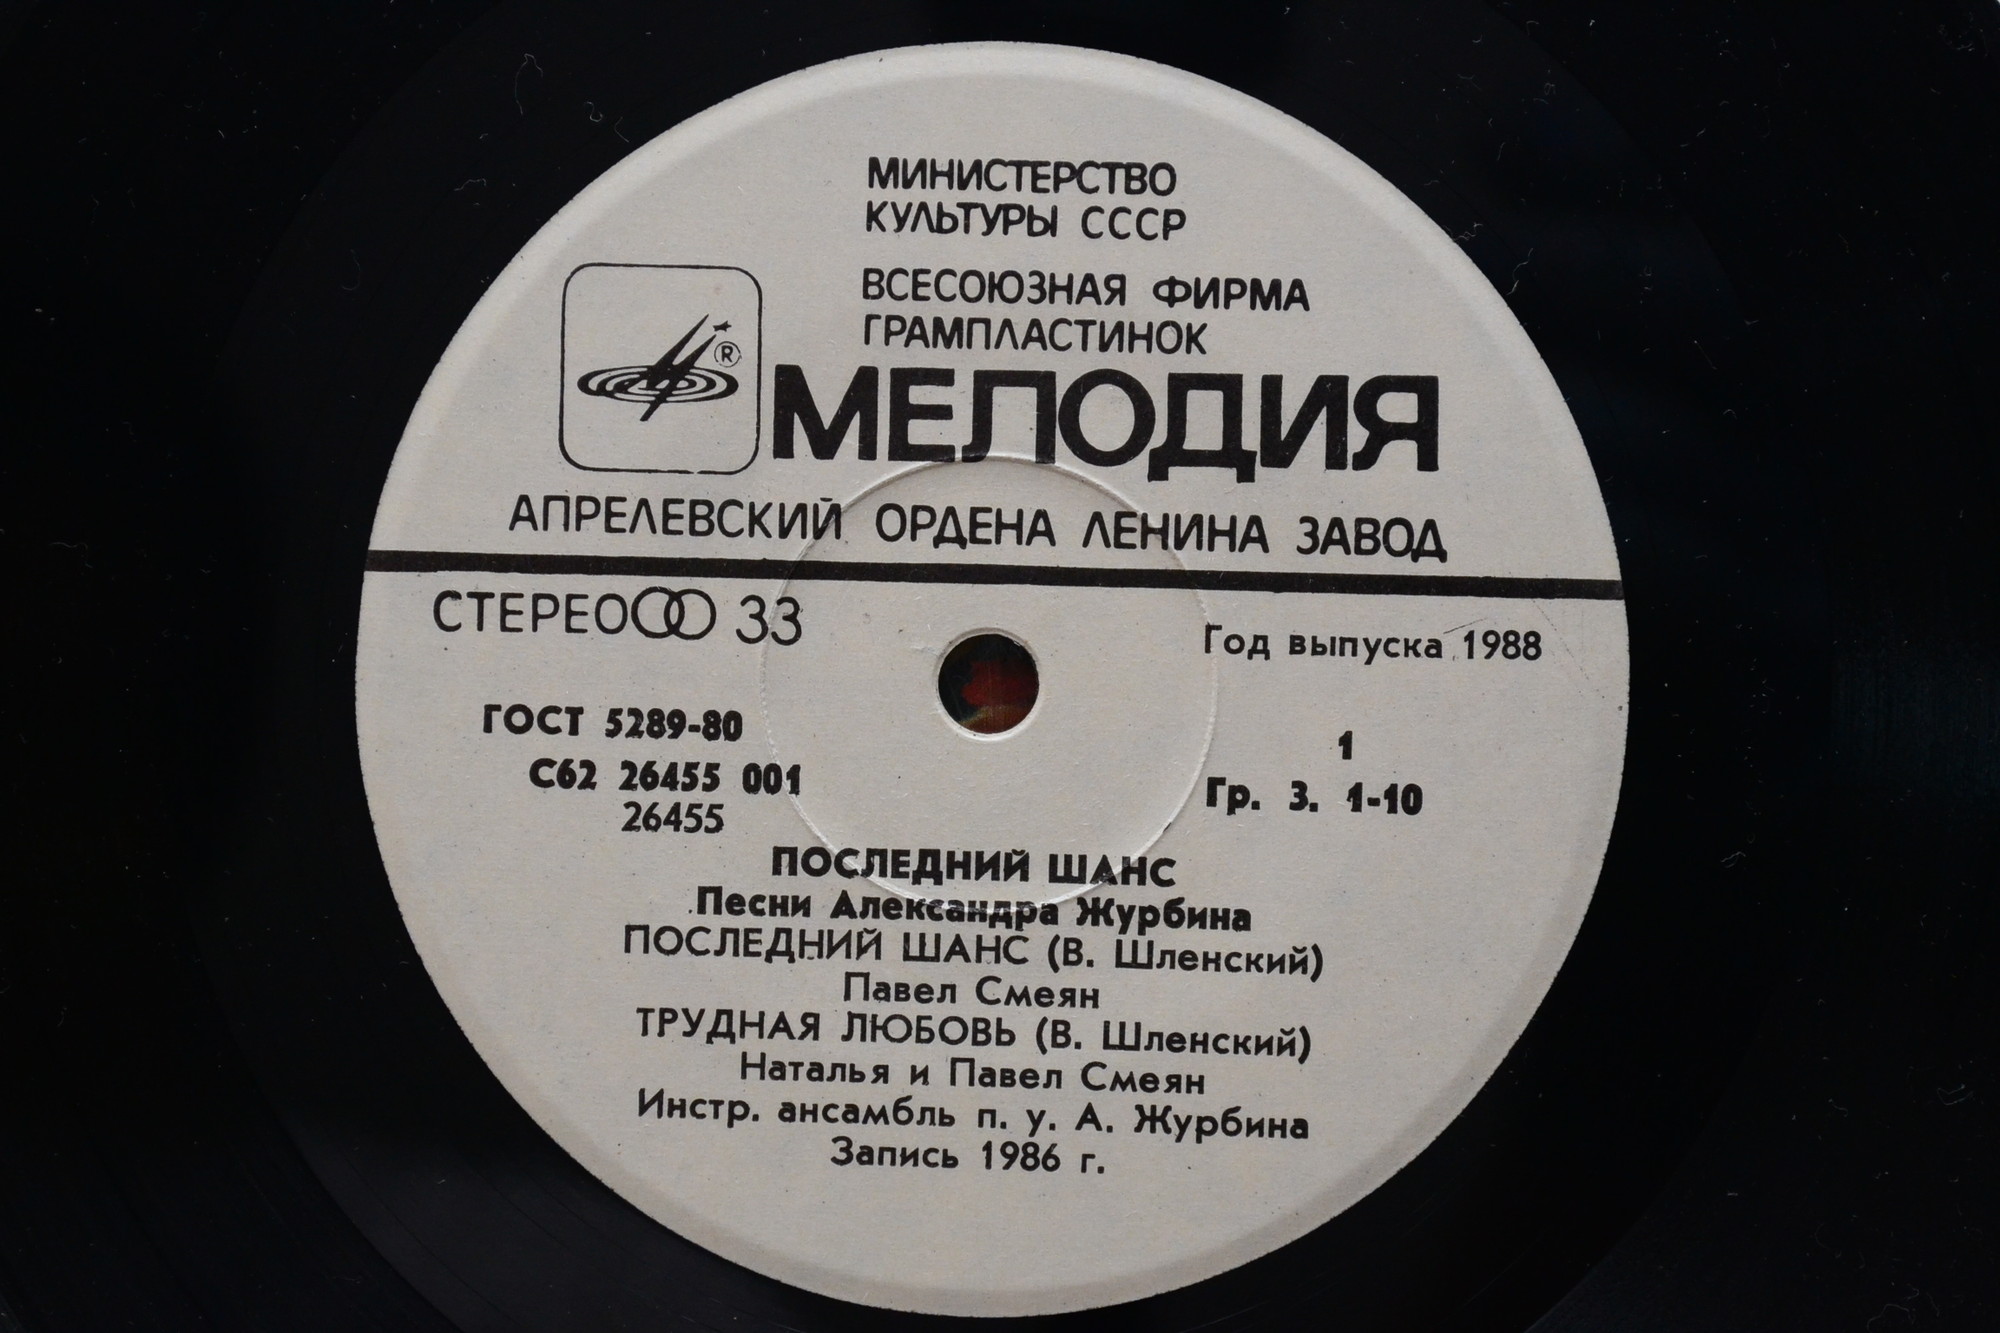 МИНИСТЕРСТВО
КУЛЬТУРЫ СССР
ВСЕСОЮЗНАЯ ФИРМА
ГРАМПЛАСТИНОК
®
МЕЛОДИЯ
АПРЕЛЕВСКИЙ ОРДЕНА ЛЕНИНА ЗАВОД
СТЕРЕО 33
Год выпуска 1988
ГОСТ 5289-80
1
С62 26455 001
Гр. 3. 1-10
26455
ПОСЛЕДНИЙ ШАНС
Песни Александра Журбина
ПОСЛЕДНИЙ ШАНС (В. Шленский)
Павел Смеян
ТРУДНАЯ ЛЮБОВЬ (В. Шленский)
Наталья и Павел Смеян
Инстр. ансамбль п. у. А. Журбина
Запись 1986 г.